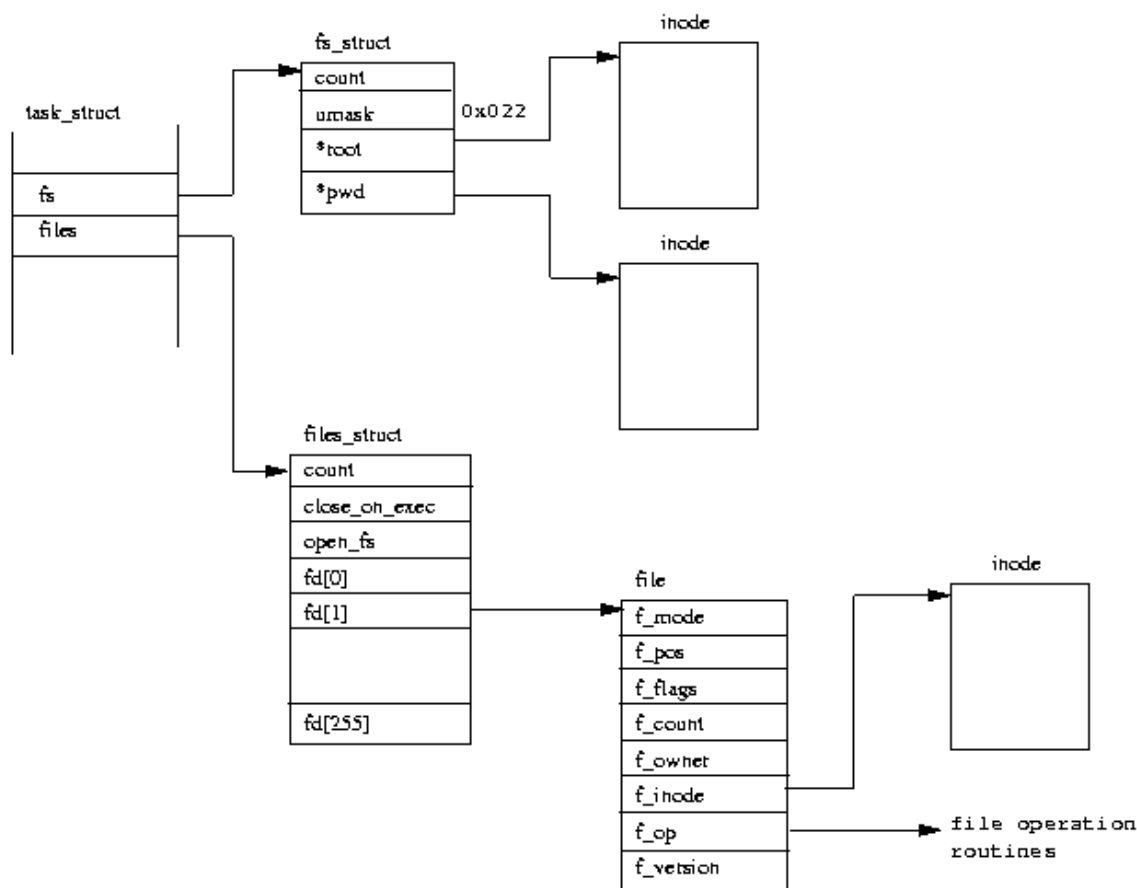 inode
fs_struct
count
umask
0x022
*root
*pwd
task_struct
fs
files
inode
files_struct
count
close_on_exec
open_fs
fd[0]
fd[1]
fd[255]
file
f_mode
f_pos
f_flags
f_count
f_owner
f_inode
f_op
f_version
inode
file operation
routines